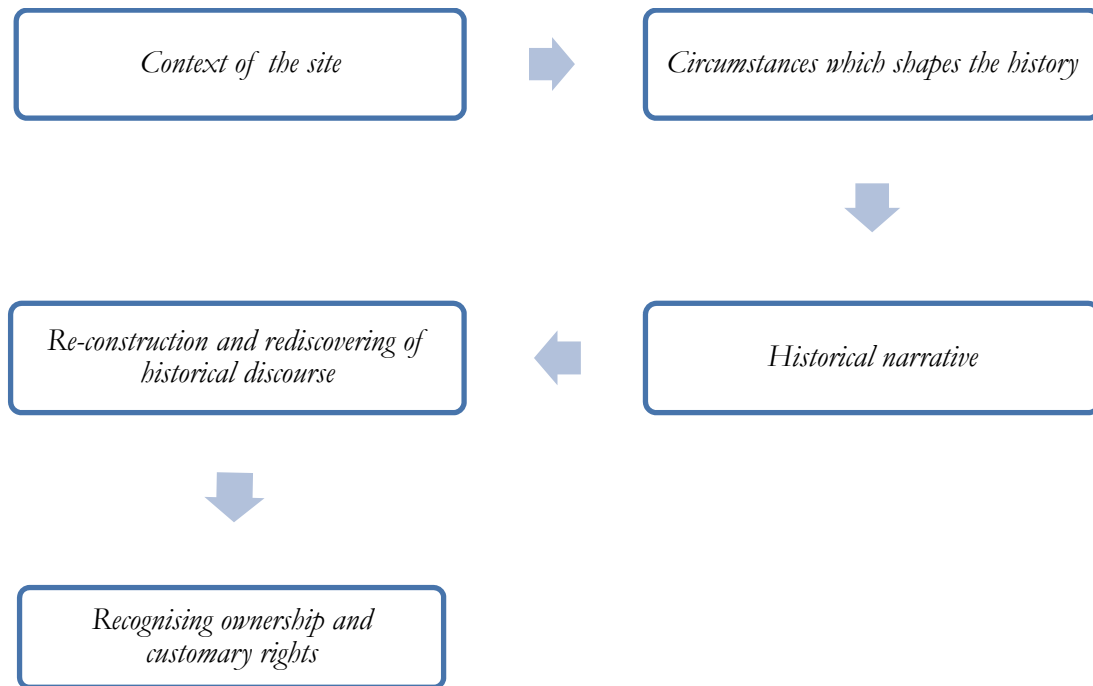 Context of the site
Circumstances which shapes the history
Historical narrative
Re-construction and rediscovering of
historical discourse
Recognising ownership and
customary rights